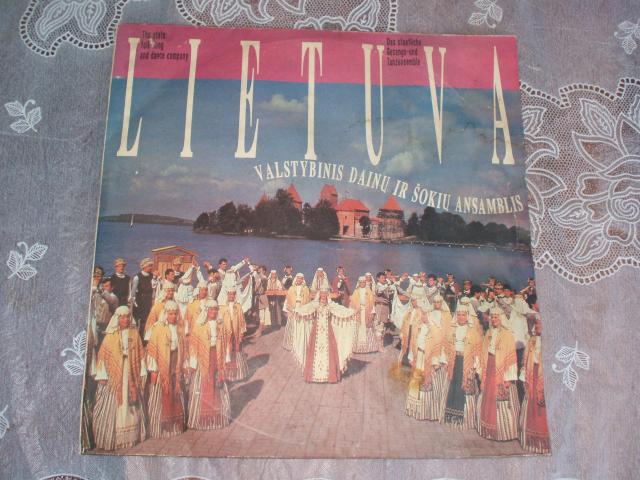 The state
folk song
and dance company
Das staatliche
Gesangs-und
Tanzensemble
LIETUVA
VALSTYBINIS DAINŲ IR ŠOKIŲ ANSAMBLIS